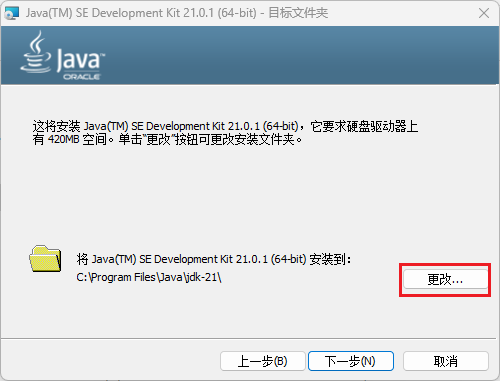 Java(TM) SE Development Kit 21.0.1 (64-bit) - 目标文件夹
Java
ORACLE
这将安装 Java(TM) SE Development Kit 21.0.1 (64-bit)，它要求硬盘驱动器上
有 420MB 空间。单击“更改”按钮可更改安装文件夹。
将 Java(TM) SE Development Kit 21.0.1 (64-bit) 安装到：
C:\Program Files\Java\jdk-21\
更改...
上一步(B)
下一步(N)
取消